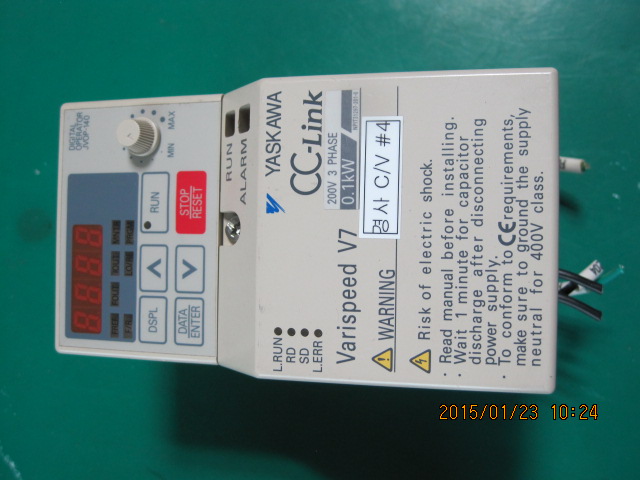 DIGITAL
OPERATOR
JVOP-140
MIN
MAX
RUN
STOP
RESET
DSPL
DATA
ENTER
RUN
ALARM
YASKAWA
CC-Link
200V 3 PHASE
0.1kW
경사 C/V #4
L.RUN
RD
SD
L.ERR
Varispeed V7
WARNING
Risk of electric shock.
· Read manual before installing.
· Wait 1 minute for capacitor
discharge after disconnecting
power supply.
· To conform to CE requirements,
make sure to ground the supply
neutral for 400V class.
2015/01/23 10:24